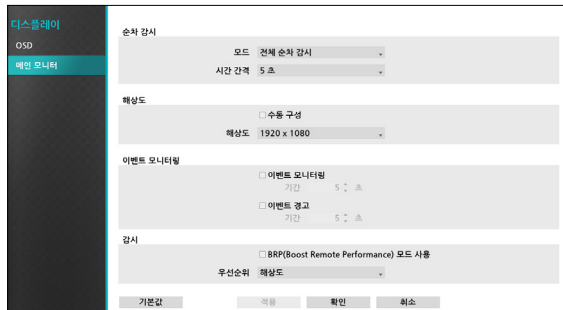 디스플레이
OSD
메인 모니터
순차 감시
모드 전체 순차 감시
시간 간격 5 초
해상도
수동 구성
해상도 1920 x 1080
이벤트 모니터링
이벤트 모니터링
기간 5 초
이벤트 경고
기간 5 초
감시
BRP(Boost Remote Performance) 모드 사용
우선순위 해상도
기본값 적용 확인 취소